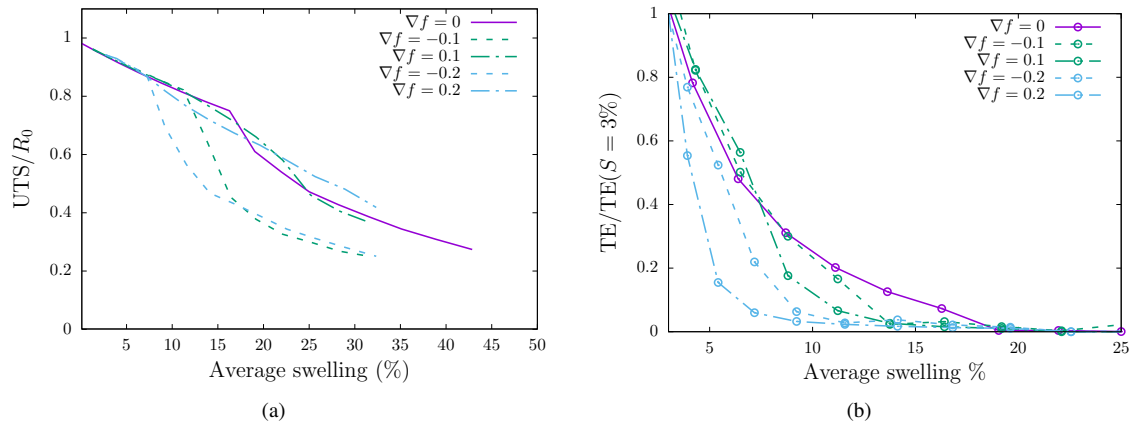 1
0.8
0.6
0.4
0.2
0
5 10 15 20 25 30 35 40 45 50
UTS/R₀
Average swelling (%)
∇f = 0
∇f = −0.1
∇f = 0.1
∇f = −0.2
∇f = 0.2
(a)
1
0.8
0.6
0.4
0.2
0
5 10 15 20 25
TE/TE(S = 3%)
Average swelling %
∇f = 0
∇f = −0.1
∇f = 0.1
∇f = −0.2
∇f = 0.2
(b)